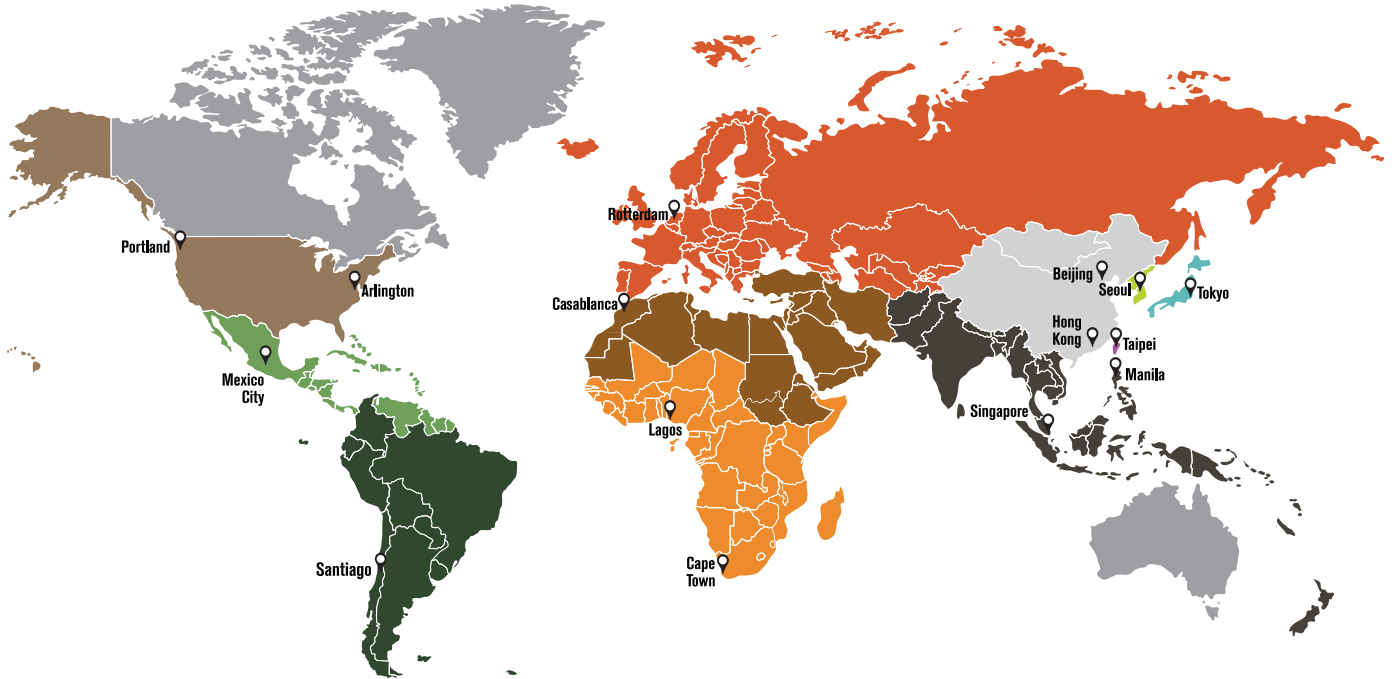 Rotterdam
Portland
Arlington
Casablanca
Beijing
Seoul
Tokyo
Hong
Kong
Taipei
Manila
Mexico
City
Lagos
Singapore
Santiago
Cape
Town